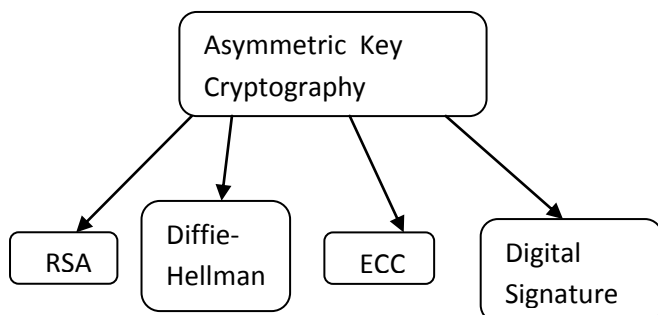 Asymmetric Key
Cryptography
RSA
Diffie-
Hellman
ECC
Digital
Signature